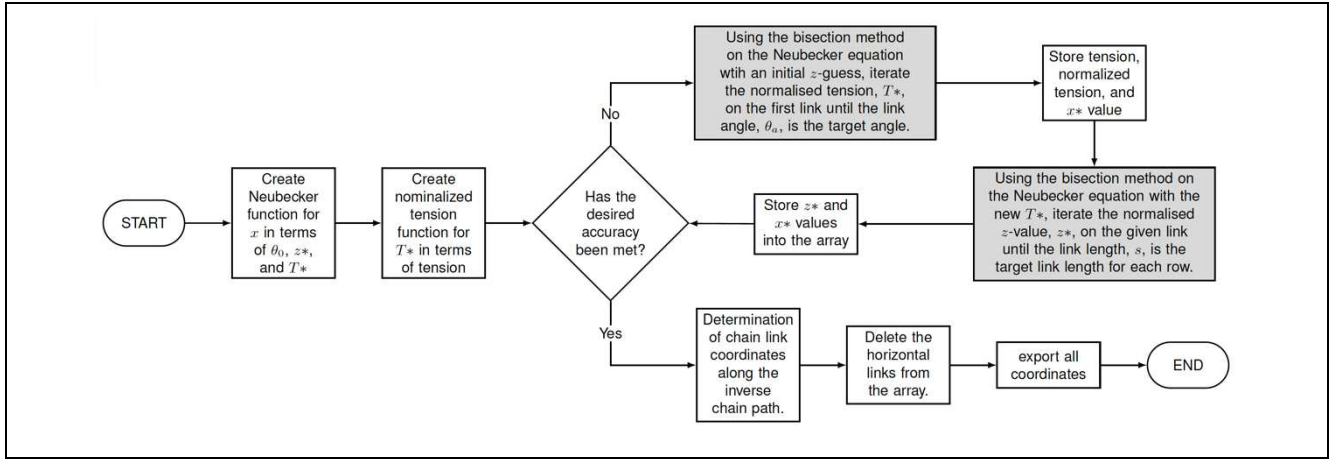 START
Create
Neubecker
function for
x in terms
of θ₀, z*,
and T*
Create
nominalized
tension
function for
T* in terms
of tension
Has the
desired
accuracy
been met?
No
Using the bisection method
on the Neubecker equation
wtih an initial z-guess, iterate
the normalised tension, T*,
on the first link until the link
angle, θₐ, is the target angle.
Store tension,
normalized
tension, and
x* value
Using the bisection method on
the Neubecker equation with the
new T*, iterate the normalised
z-value, z*, on the given link
until the link length, s, is the
target link length for each row.
Store z* and
x* values
into the array
Yes
Determination
of chain link
coordinates
along the
inverse
chain path.
Delete the
horizontal
links from
the array.
export all
coordinates
END